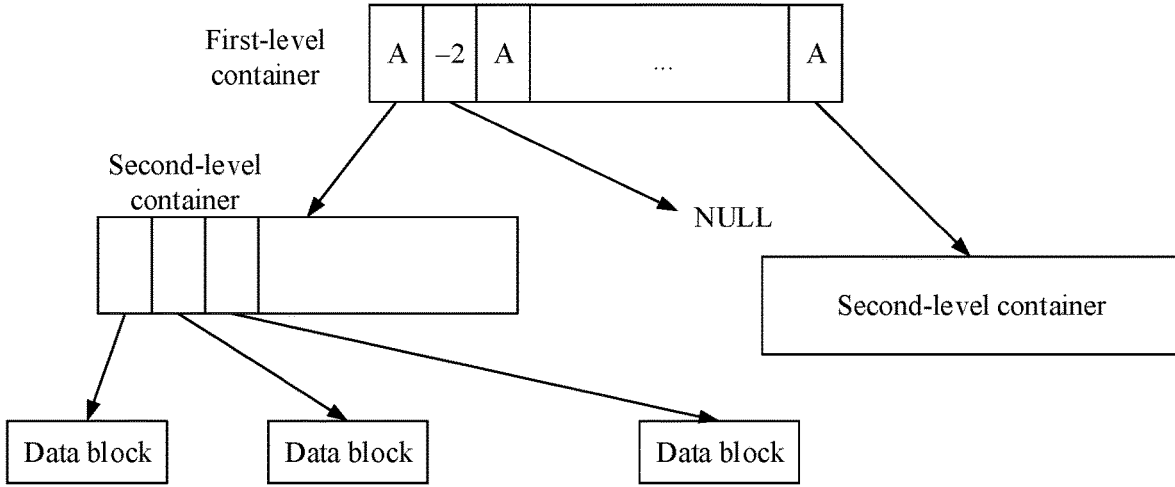 First-level
container
A –2 A ... A
Second-level
container
NULL
Second-level container
Data block Data block Data block